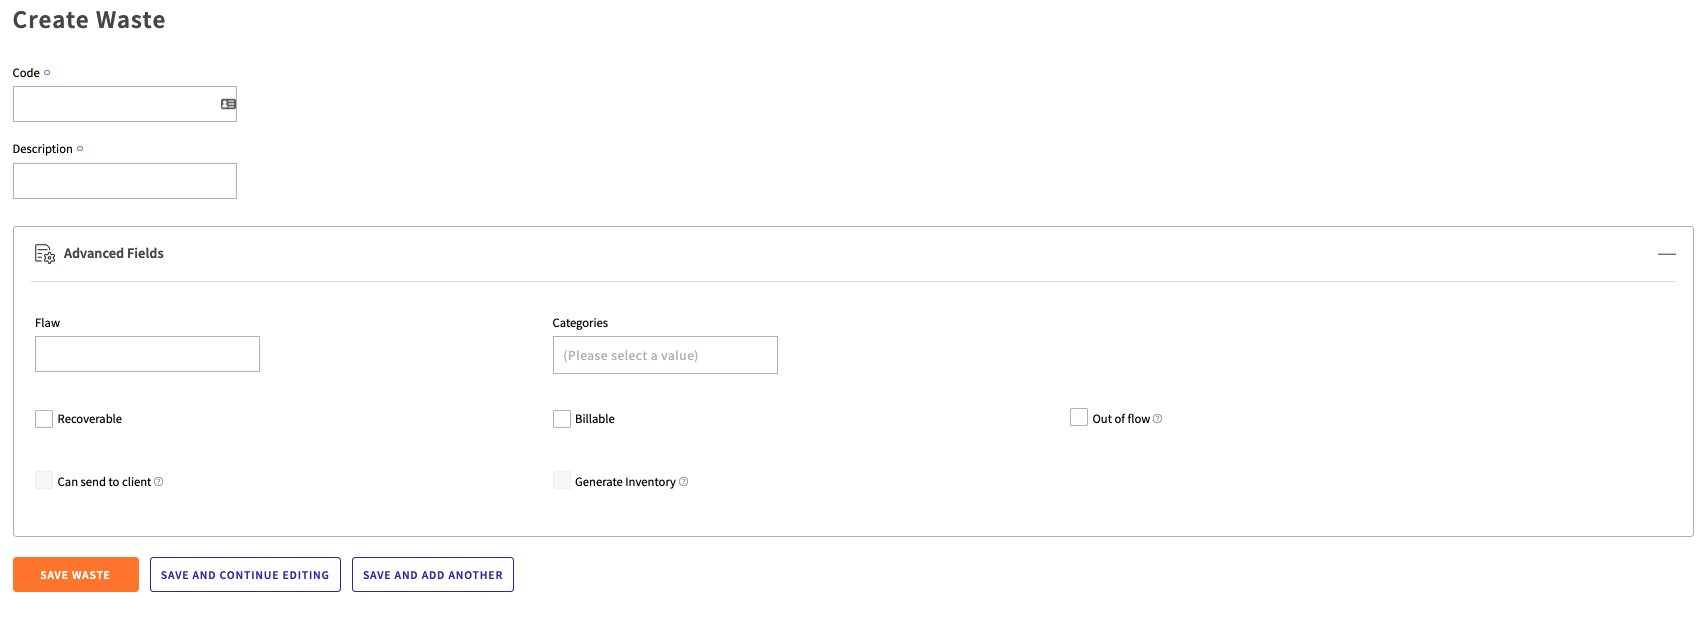 Create Waste
Code
Description
Advanced Fields
Flaw
Categories
(Please select a value)
Recoverable
Billable
Out of flow
Can send to client
Generate Inventory
SAVE WASTE
SAVE AND CONTINUE EDITING
SAVE AND ADD ANOTHER